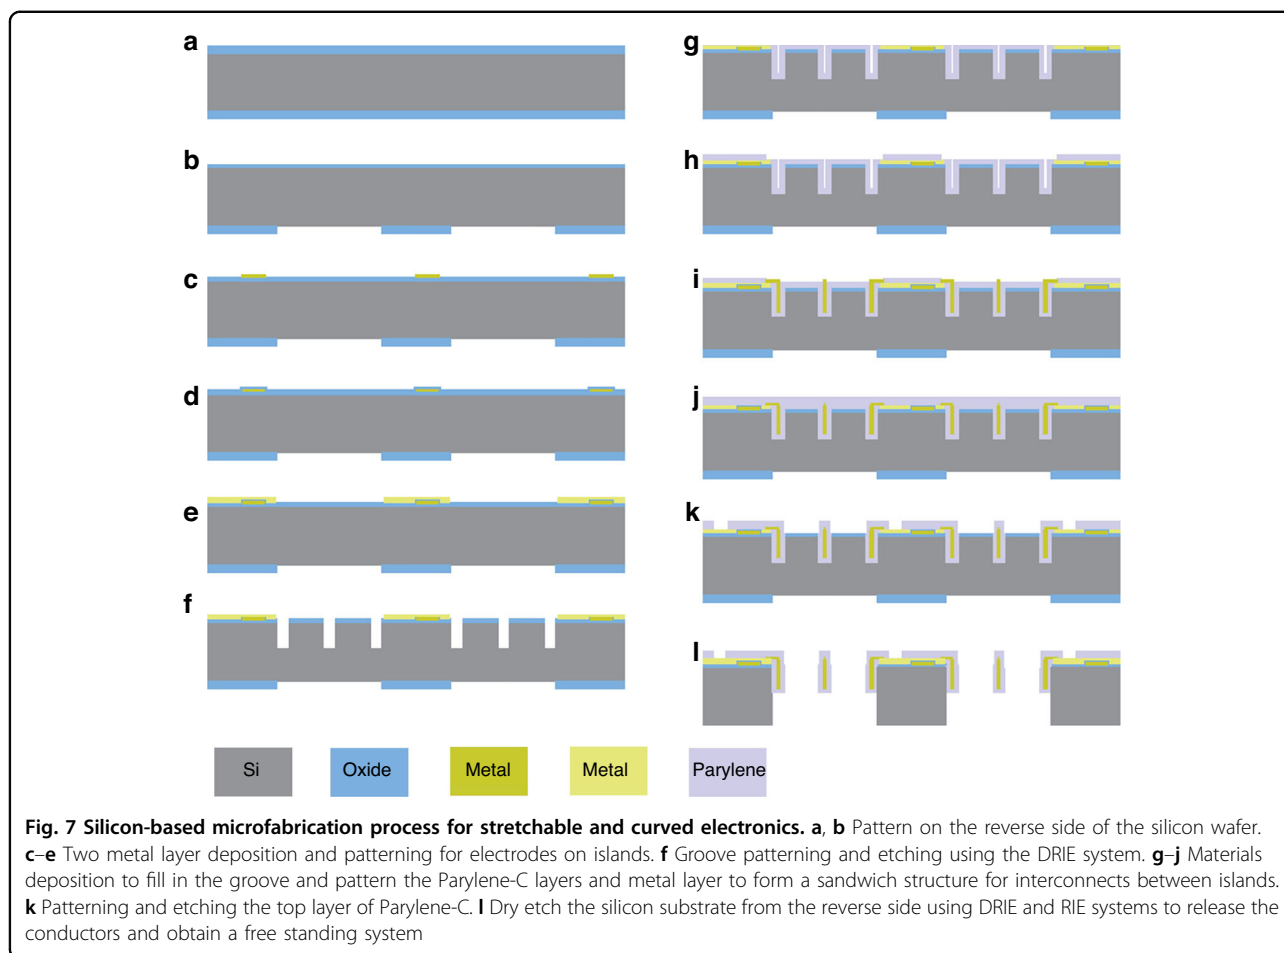 a
b
c
d
e
f
g
h
i
j
k
l
Si Oxide Metal Metal Parylene
Fig. 7 Silicon-based microfabrication process for stretchable and curved electronics. a, b Pattern on the reverse side of the silicon wafer.
c–e Two metal layer deposition and patterning for electrodes on islands. f Groove patterning and etching using the DRIE system. g–j Materials
deposition to fill in the groove and pattern the Parylene-C layers and metal layer to form a sandwich structure for interconnects between islands.
k Patterning and etching the top layer of Parylene-C. l Dry etch the silicon substrate from the reverse side using DRIE and RIE systems to release the
conductors and obtain a free standing system